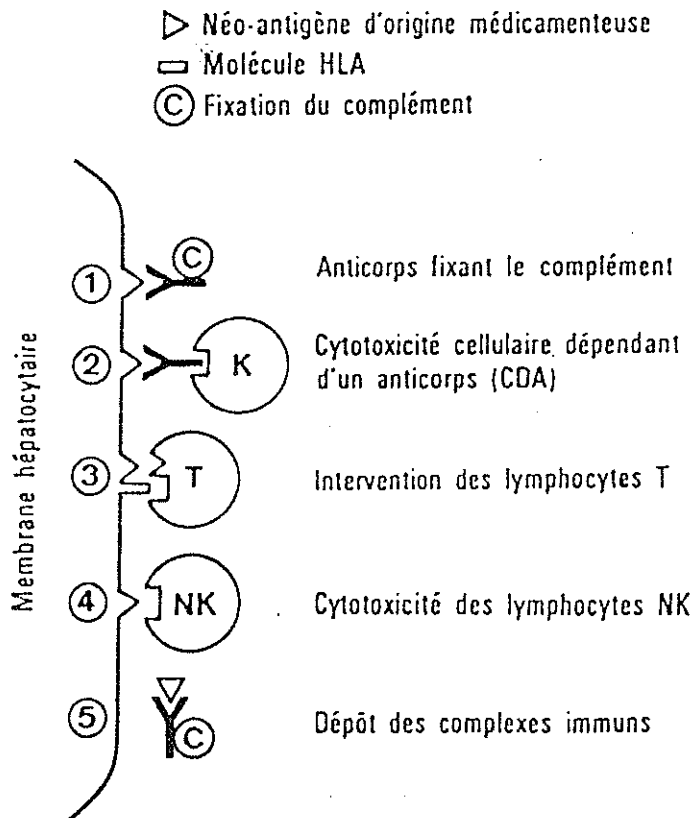 Néo-antigène d'origine médicamenteuse
Molécule HLA
C Fixation du complément
Membrane hépatocytaire
1 C Anticorps fixant le complément
2 K Cytotoxicité cellulaire dépendant
d'un anticorps (CDA)
3 T Intervention des lymphocytes T
4 NK Cytotoxicité des lymphocytes NK
5 C Dépôt des complexes immuns